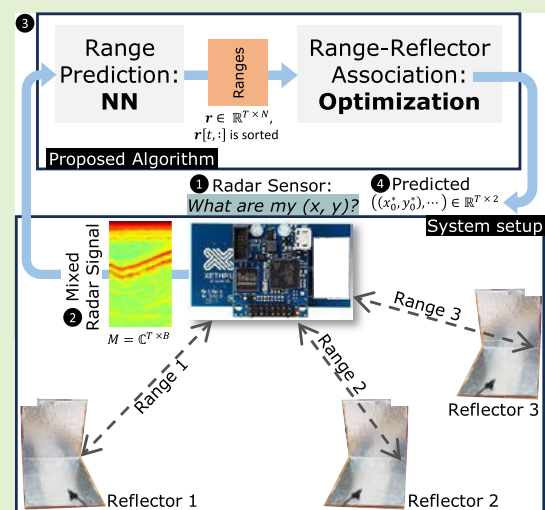 3
Range
Prediction:
NN
Ranges
Range-Reflector
Association:
Optimization
𝒓 ∈ ℝ^{T×N},
𝒓[t,:] is sorted
Proposed Algorithm
1 Radar Sensor:
What are my (x, y)?
4 Predicted
((x₀*, y₀*), ⋯) ∈ ℝ^{T×2}
System setup
2 Mixed
Radar Signal
M = ℂ^{T×B}
XETHRU
Range 1
Range 2
Range 3
Reflector 3
Reflector 1
Reflector 2